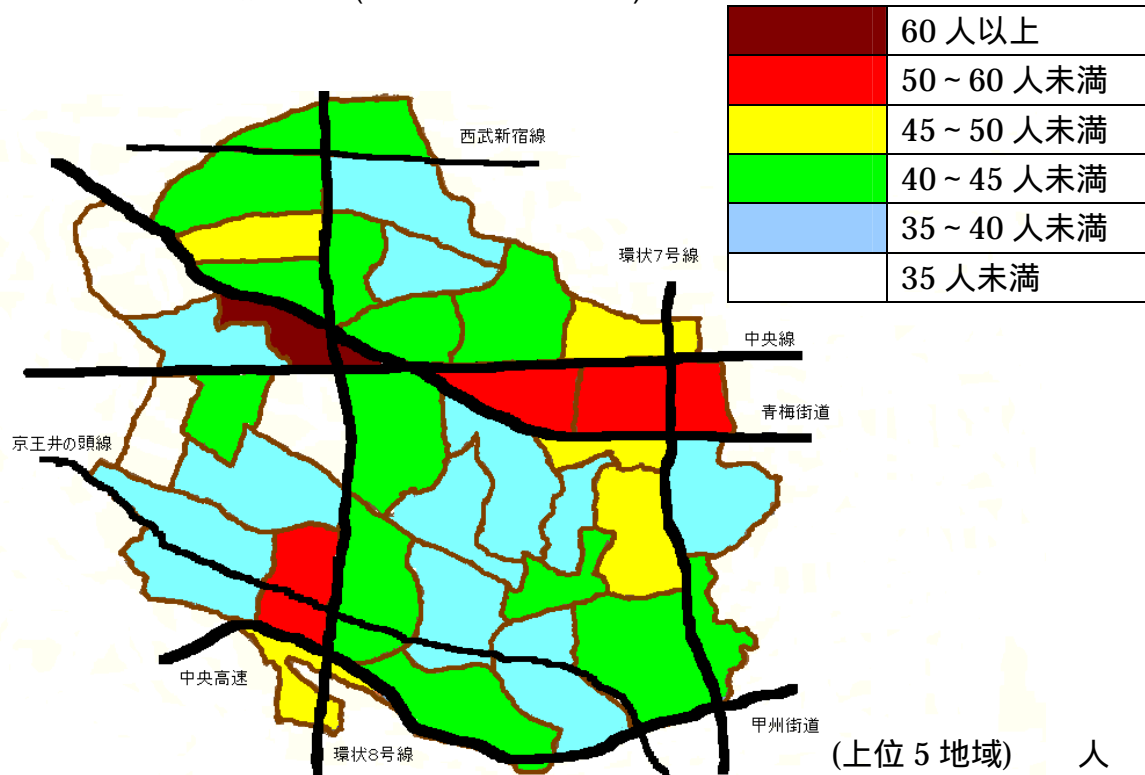 60 人以上
50 ~ 60 人未満
45 ~ 50 人未満
40 ~ 45 人未満
35 ~ 40 人未満
35 人未満
西武新宿線
環状7号線
中央線
青梅街道
京王井の頭線
中央高速
甲州街道
環状8号線
(上位 5 地域) 人